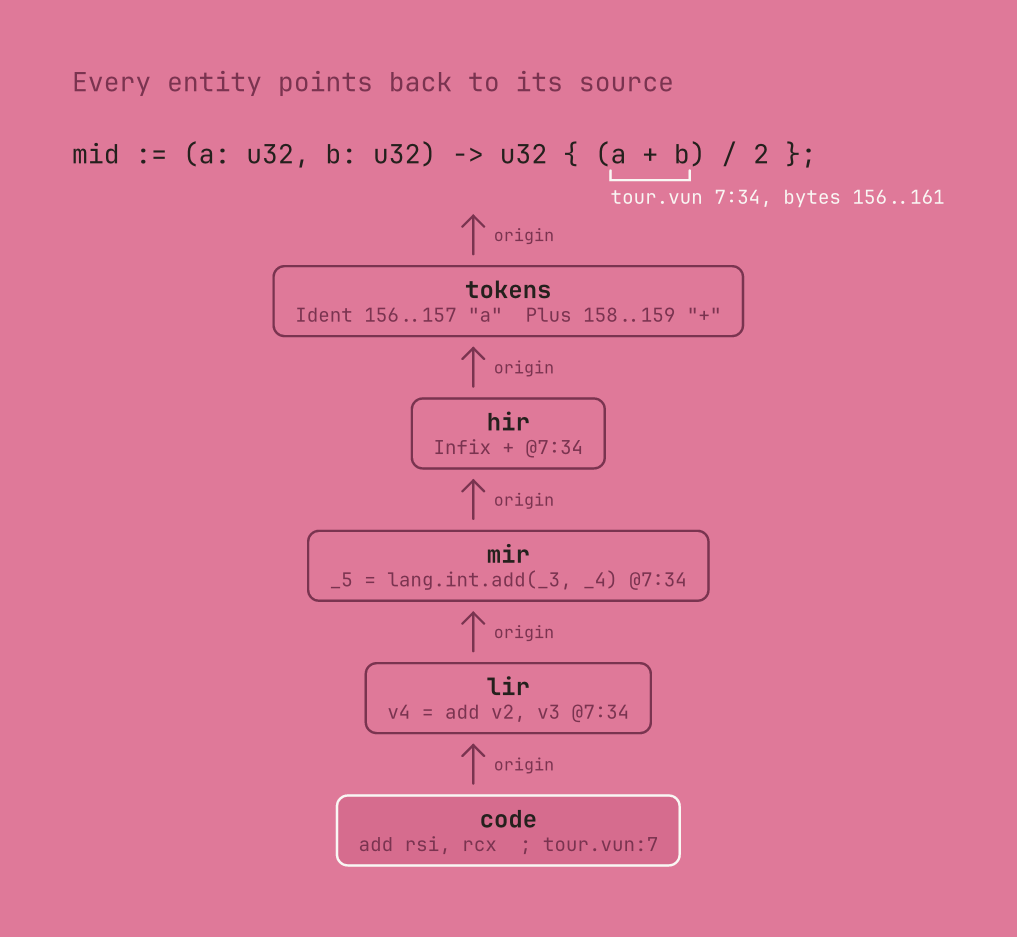 Every entity points back to its source
mid := (a: u32, b: u32) -> u32 { (a + b) / 2 };
tour.vun 7:34, bytes 156..161
origin
tokens
Ident 156..157 "a"  Plus 158..159 "+"
origin
hir
Infix + @7:34
origin
mir
_5 = lang.int.add(_3, _4) @7:34
origin
lir
v4 = add v2, v3 @7:34
origin
code
add rsi, rcx  ; tour.vun:7